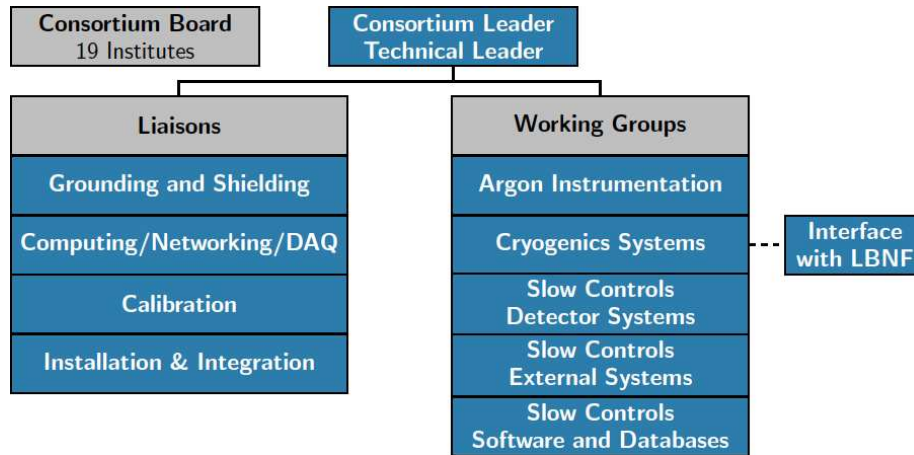 Consortium Board
19 Institutes
Consortium Leader
Technical Leader
Liaisons
Grounding and Shielding
Computing/Networking/DAQ
Calibration
Installation & Integration
Working Groups
Argon Instrumentation
Cryogenics Systems
Slow Controls
Detector Systems
Slow Controls
External Systems
Slow Controls
Software and Databases
Interface
with LBNF